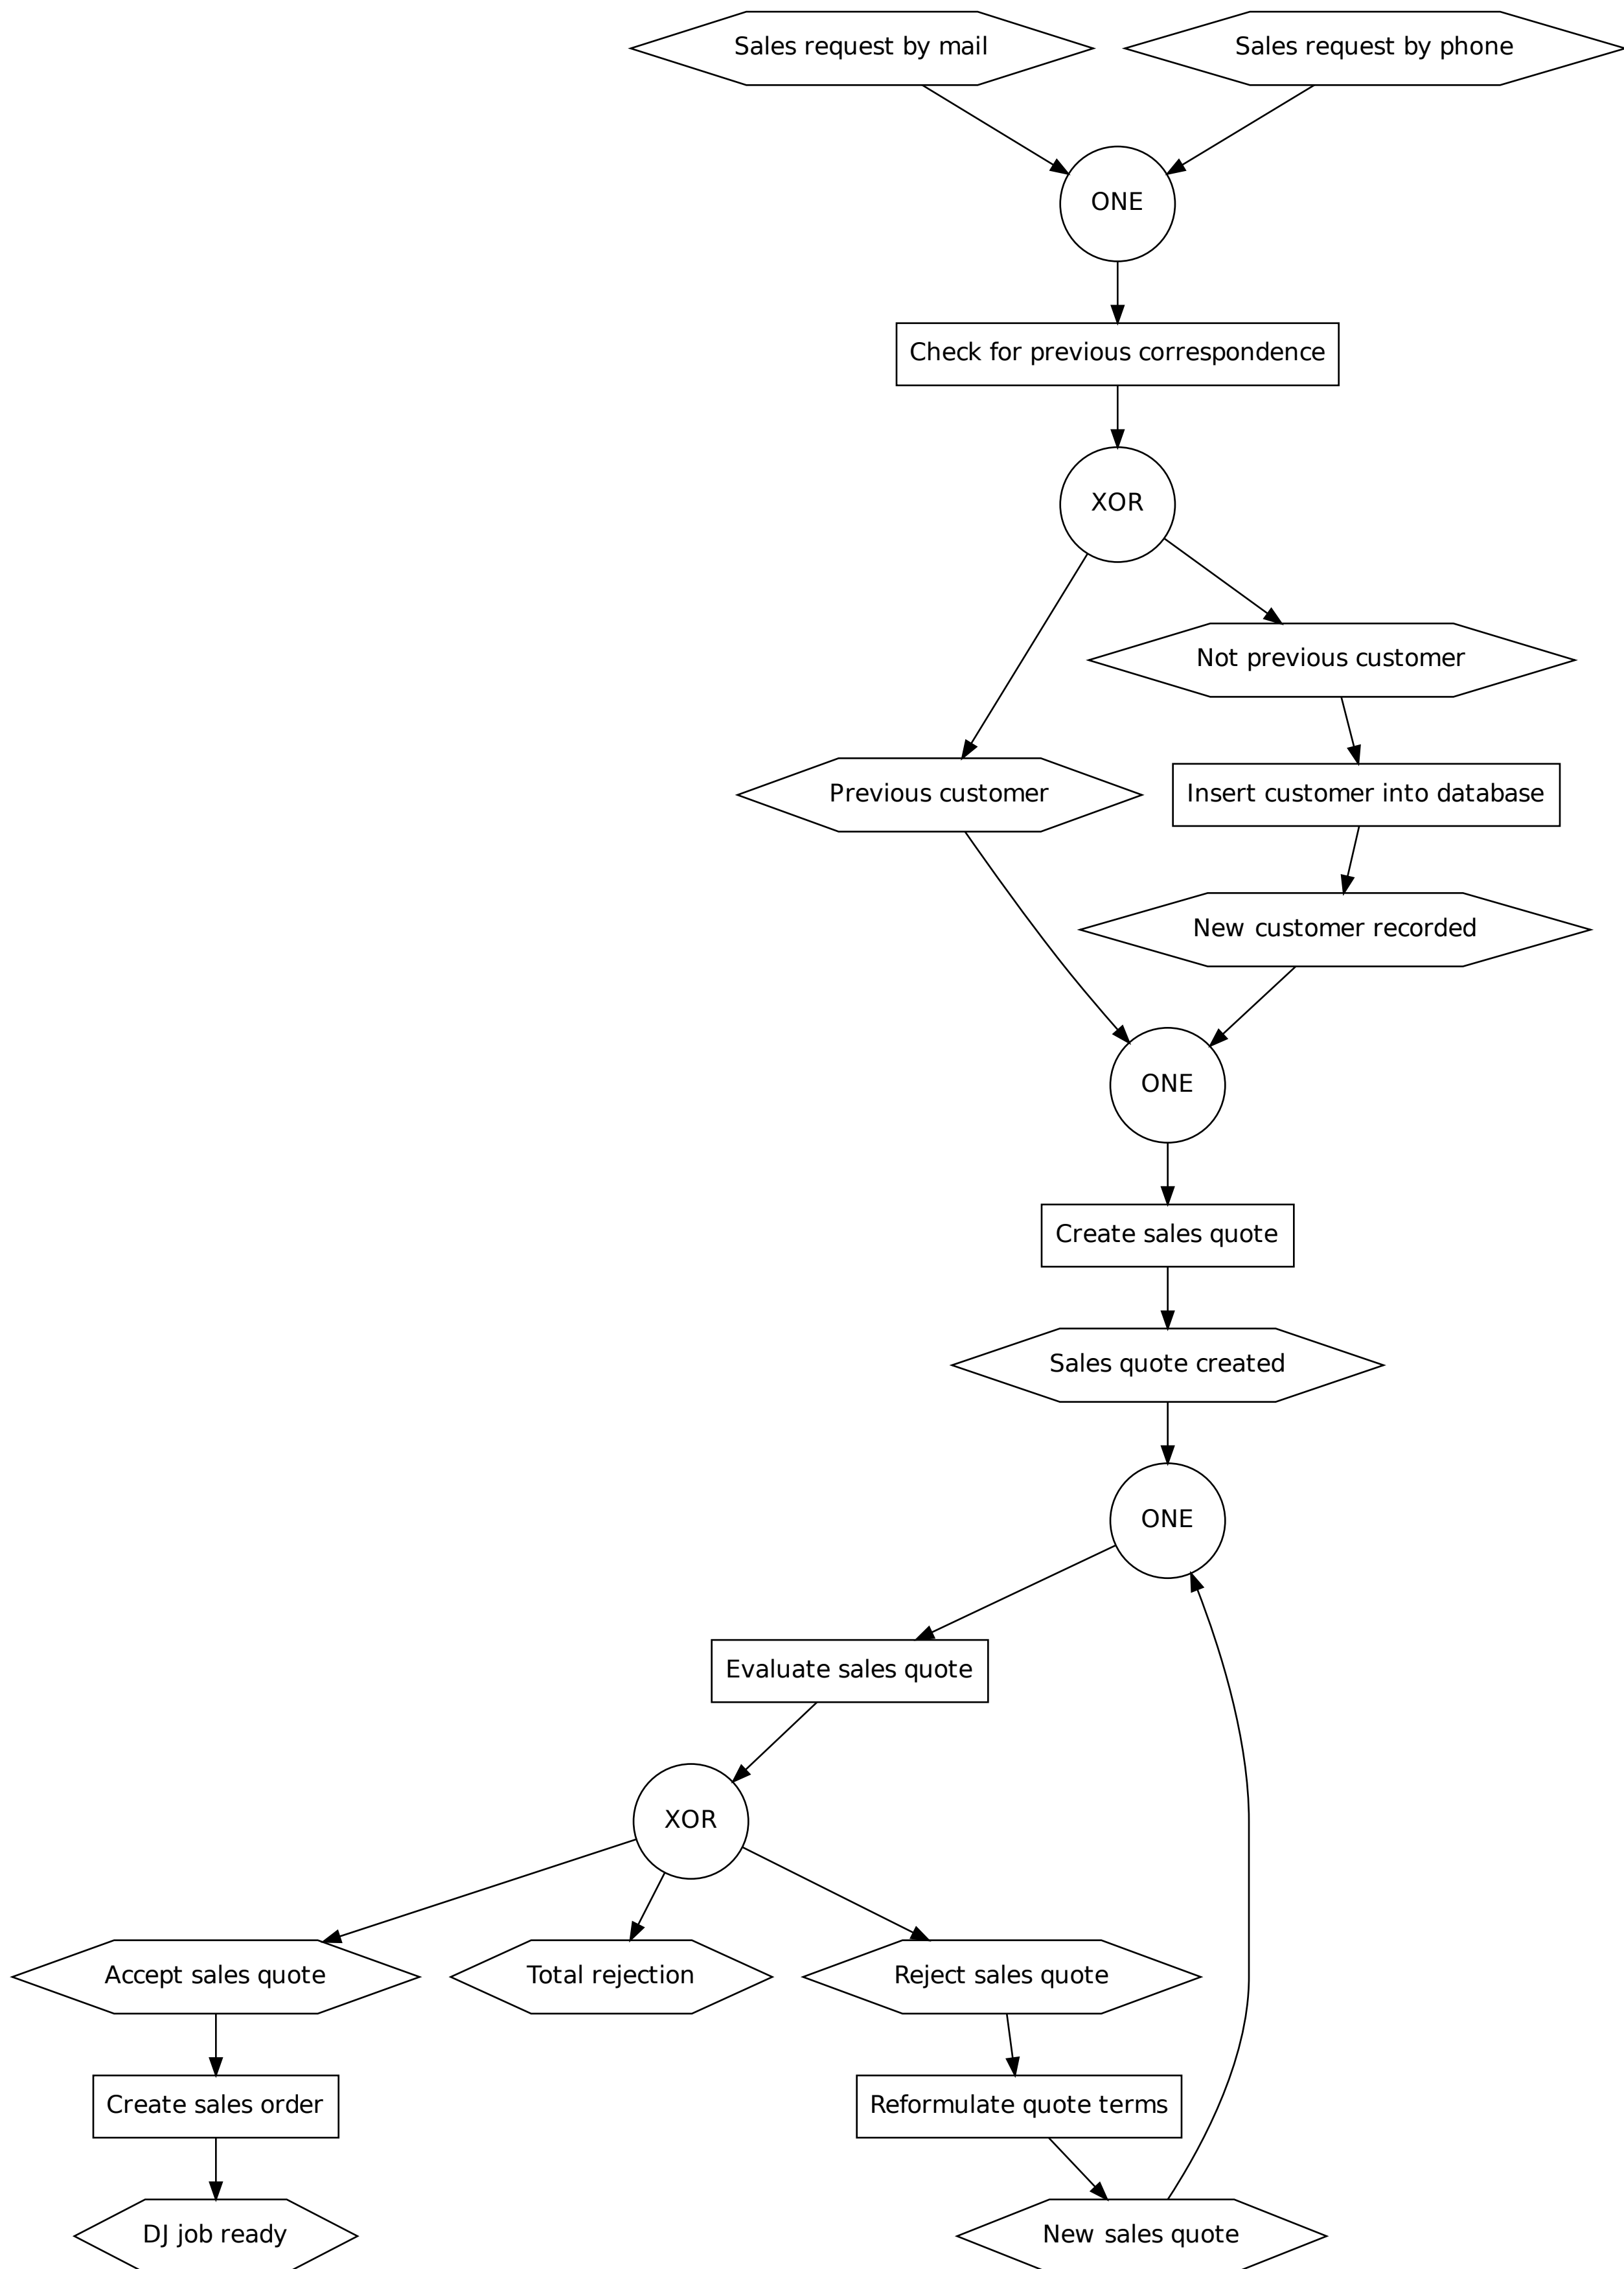 Sales request by mail
Sales request by phone
ONE
Check for previous correspondence
XOR
Not previous customer
Previous customer
Insert customer into database
New customer recorded
ONE
Create sales quote
Sales quote created
ONE
Evaluate sales quote
XOR
Accept sales quote
Total rejection
Reject sales quote
Create sales order
Reformulate quote terms
DJ job ready
New sales quote